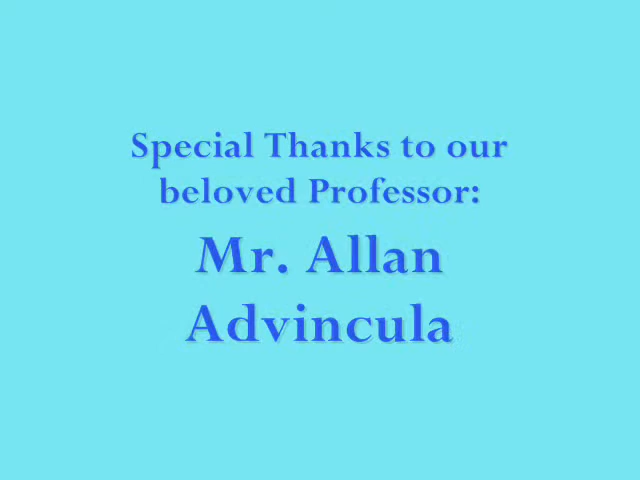 Special Thanks to our
beloved Professor:
Mr. Allan
Advincula